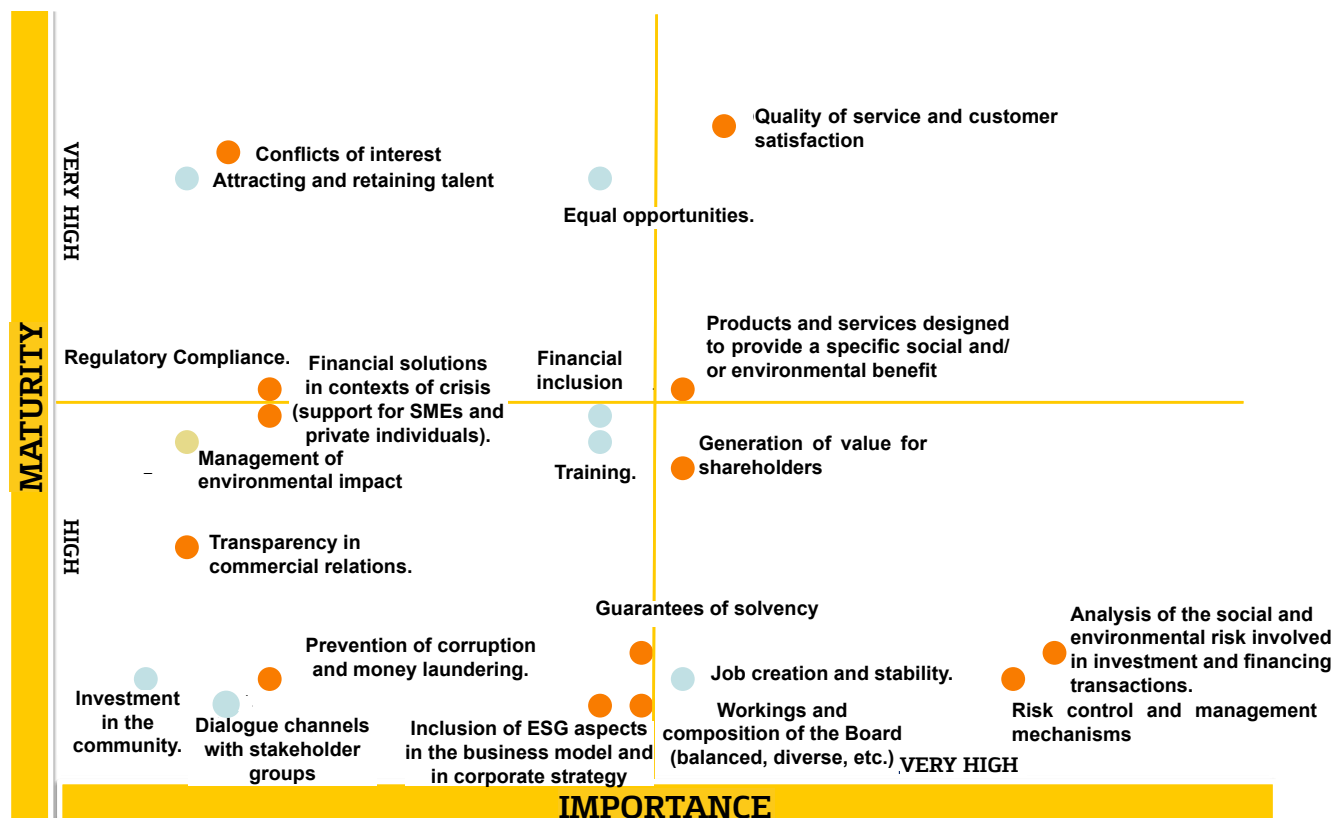 Quality of service and customer
satisfaction
Conflicts of interest
Attracting and retaining talent
VERY HIGH
Equal opportunities.
Products and services designed
to provide a specific social and/
or environmental benefit
Regulatory Compliance.
Financial solutions
in contexts of crisis
(support for SMEs and
private individuals).
Financial
inclusion
MATURITY
Management of
environmental impact
Training.
Generation of value for
shareholders
HIGH
Transparency in
commercial relations.
Guarantees of solvency
Analysis of the social and
environmental risk involved
in investment and financing
transactions.
Prevention of corruption
and money laundering.
Job creation and stability.
Investment
in the
community.
Dialogue channels
with stakeholder
groups
Inclusion of ESG aspects
in the business model and
in corporate strategy
Workings and
composition of the Board
(balanced, diverse, etc.)
Risk control and management
mechanisms
VERY HIGH
IMPORTANCE